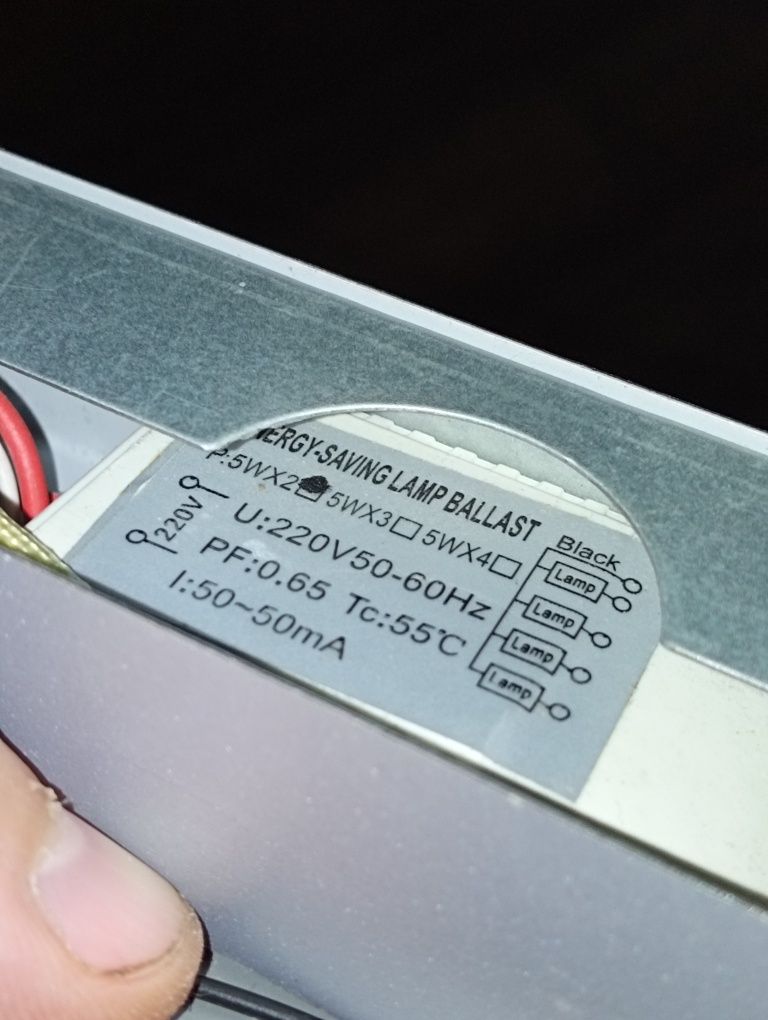 NERGY-SAVING LAMP BALLAST
P:5WX2 5WX3 5WX4
220V
U:220V50-60Hz
PF:0.65 Tc:55℃
I:50~50mA
Black
Lamp
Lamp
Lamp
Lamp